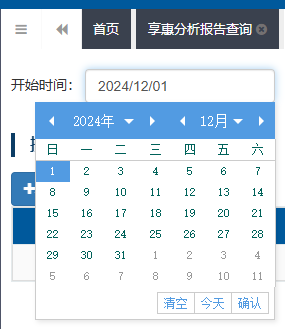 首页 享惠分析报告查询
开始时间： 2024/12/01
2024年 12月
日 一 二 三 四 五 六
1 2 3 4 5 6 7
8 9 10 11 12 13 14
15 16 17 18 19 20 21
22 23 24 25 26 27 28
29 30 31 1 2 3 4
5 6 7 8 9 10 11
清空 今天 确认